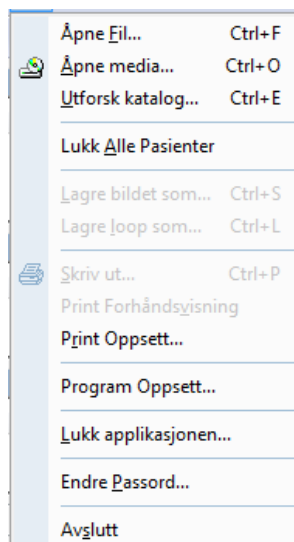 Åpne Fil... Ctrl+F
Åpne media... Ctrl+O
Utforsk katalog... Ctrl+E
Lukk Alle Pasienter
Lagre bildet som... Ctrl+S
Lagre loop som... Ctrl+L
Skriv ut... Ctrl+P
Print Forhåndsvisning
Print Oppsett...
Program Oppsett...
Lukk applikasjonen...
Endre Passord...
Avslutt